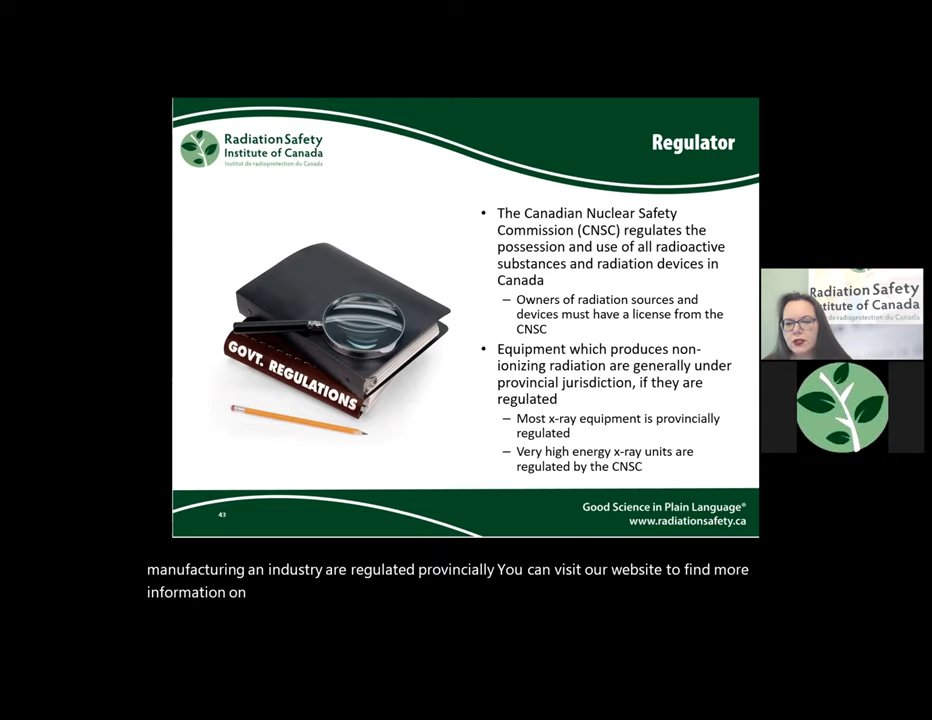 Radiation Safety
Institute of Canada
Institut de radioprotection du Canada
Regulator
• The Canadian Nuclear Safety
Commission (CNSC) regulates the
possession and use of all radioactive
substances and radiation devices in
Canada
– Owners of radiation sources and
devices must have a license from the
CNSC
• Equipment which produces non-
ionizing radiation are generally under
provincial jurisdiction, if they are
regulated
– Most x-ray equipment is provincially
regulated
– Very high energy x-ray units are
regulated by the CNSC
GOVT. REGULATIONS
43
Good Science in Plain Language®
www.radiationsafety.ca
Radiation Safety
stitute of Canada
de radioprotection du Canada
manufacturing an industry are regulated provincially You can visit our website to find more
information on